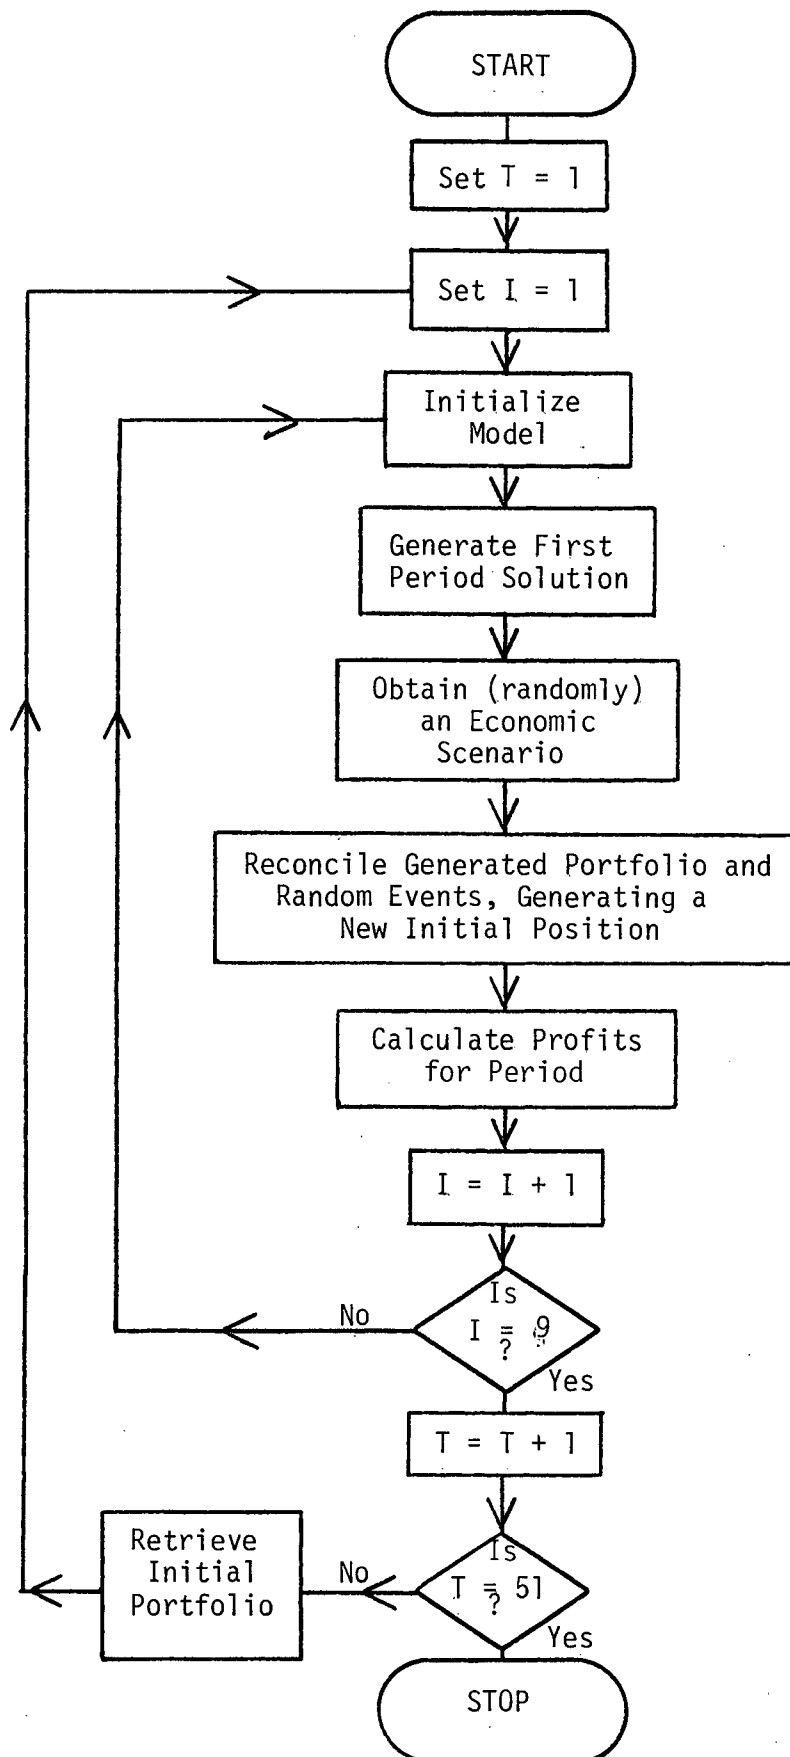 START
Set T = 1
Set I = 1
Initialize
Model
Generate First
Period Solution
Obtain (randomly)
an Economic
Scenario
Reconcile Generated Portfolio and
Random Events, Generating a
New Initial Position
Calculate Profits
for Period
I = I + 1
Is
I = 9
?
No
Yes
T = T + 1
Is
T = 51
?
No
Yes
Retrieve
Initial
Portfolio
STOP